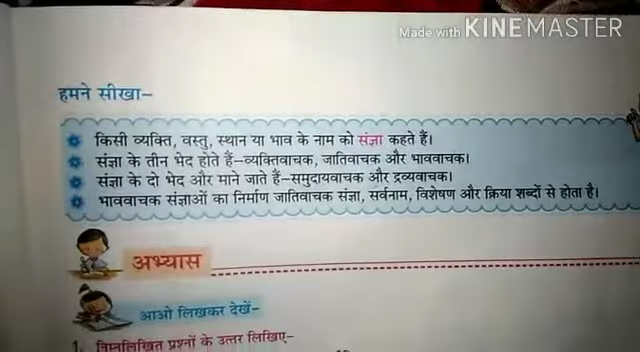 Made with KINEMASTER
हमने सीखा–
किसी व्यक्ति, वस्तु, स्थान या भाव के नाम को संज्ञा कहते हैं।
संज्ञा के तीन भेद होते हैं–व्यक्तिवाचक, जातिवाचक और भाववाचक।
संज्ञा के दो भेद और माने जाते हैं–समुदायवाचक और द्रव्यवाचक।
भाववाचक संज्ञाओं का निर्माण जातिवाचक संज्ञा, सर्वनाम, विशेषण और क्रिया शब्दों से होता है।
अभ्यास
आओ लिखकर देखें–
1. निम्नलिखित प्रश्नों के उत्तर लिखिए–